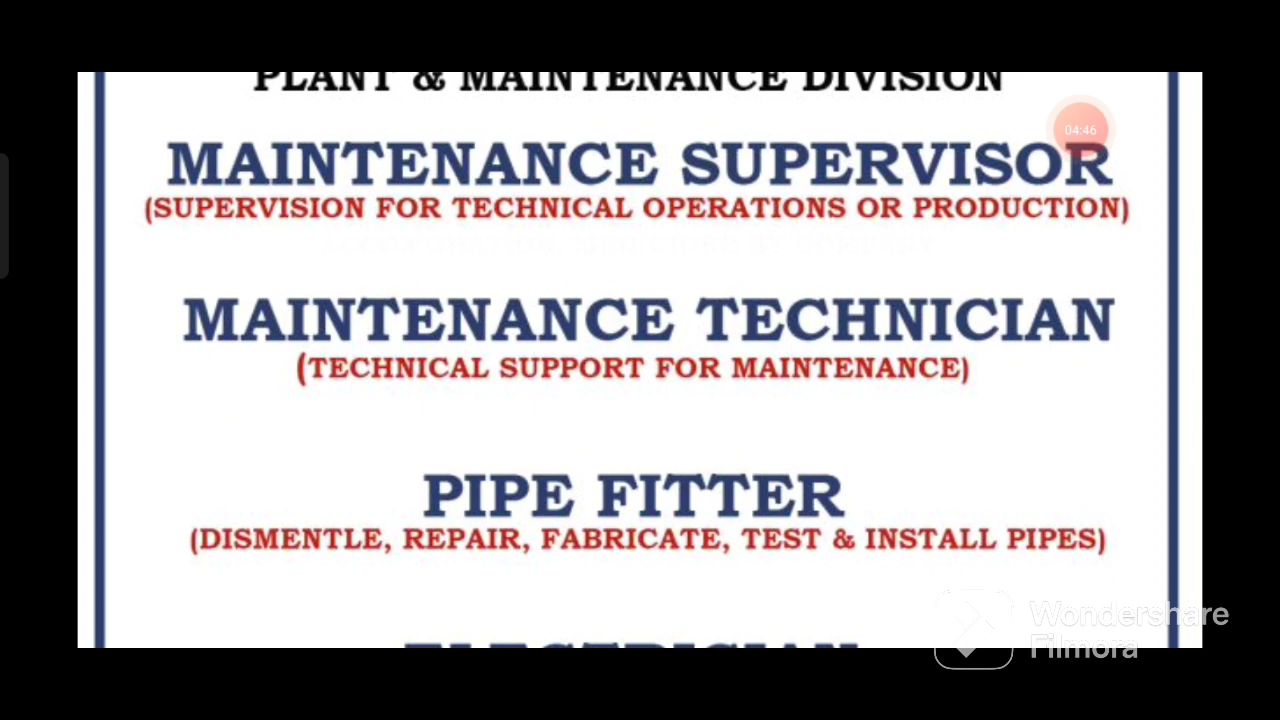 PLANT & MAINTENANCE DIVISION
04:46
MAINTENANCE SUPERVISOR
(SUPERVISION FOR TECHNICAL OPERATIONS OR PRODUCTION)
MAINTENANCE TECHNICIAN
(TECHNICAL SUPPORT FOR MAINTENANCE)
PIPE FITTER
(DISMENTLE, REPAIR, FABRICATE, TEST & INSTALL PIPES)
Wondershare
Filmora
ELECTRICIAN